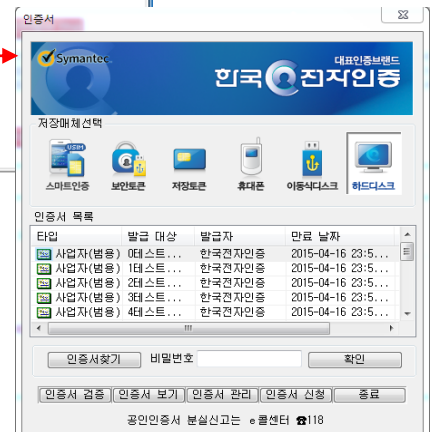 인증서
Symantec
대표인증브랜드
한국전자인증
저장매체선택
USIM
스마트인증 보안토큰 저장토큰 휴대폰 이동식디스크 하드디스크
인증서 목록
타입 발급 대상 발급자 만료 날짜
사업자(범용) 0테스트... 한국전자인증 2015-04-16 23:5...
사업자(범용) 1테스트... 한국전자인증 2015-04-16 23:5...
사업자(범용) 2테스트... 한국전자인증 2015-04-16 23:5...
사업자(범용) 3테스트... 한국전자인증 2015-04-16 23:5...
사업자(범용) 4테스트... 한국전자인증 2015-04-16 23:5...
인증서찾기 비밀번호 확인
인증서 검증 인증서 보기 인증서 관리 인증서 신청 종료
공인인증서 분실신고는 e콜센터 ☎118